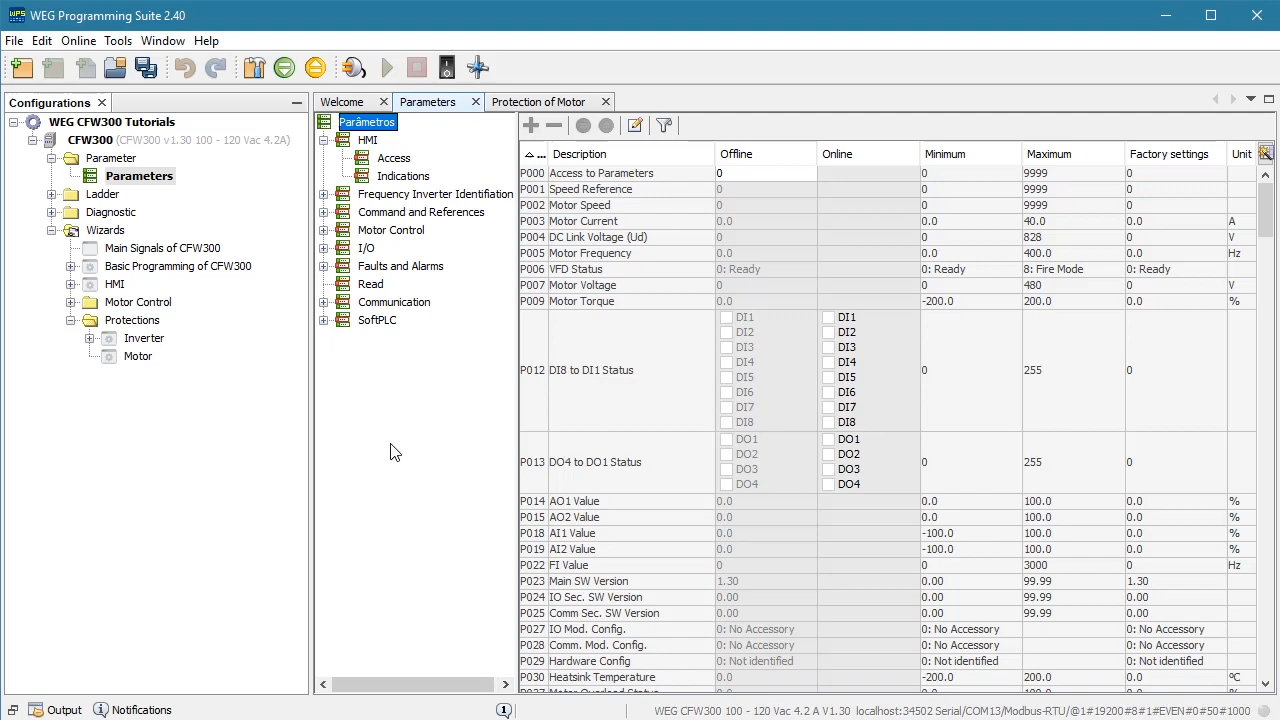 WEG Programming Suite 2.40
File Edit Online Tools Window Help
Configurations
WEG CFW300 Tutorials
CFW300 (CFW300 v1.30 100 - 120 Vac 4.2A)
Parameter
Parameters
Ladder
Diagnostic
Wizards
Main Signals of CFW300
Basic Programming of CFW300
HMI
Motor Control
Protections
Inverter
Motor
Welcome Parameters Protection of Motor
Parâmetros
HMI
Access
Indications
Frequency Inverter Identification
Command and References
Motor Control
I/O
Faults and Alarms
Read
Communication
SoftPLC
... Description Offline Online Minimum Maximum Factory settings Unit
P000 Access to Parameters 0 0 9999 0
P001 Speed Reference 0 0 9999 0
P002 Motor Speed 0 0 9999 0
P003 Motor Current 0.0 0.0 40.0 0.0 A
P004 DC Link Voltage (Ud) 0 0 828 0 V
P005 Motor Frequency 0.0 0.0 400.0 0.0 Hz
P006 VFD Status 0: Ready 0: Ready 8: Fire Mode 0: Ready
P007 Motor Voltage 0 0 480 0 V
P009 Motor Torque 0.0 -200.0 200.0 0.0 %
DI1 DI1
DI2 DI2
DI3 DI3
DI4 DI4
P012 DI8 to DI1 Status 0 255 0
DI5 DI5
DI6 DI6
DI7 DI7
DI8 DI8
DO1 DO1
DO2 DO2
P013 DO4 to DO1 Status 0 255 0
DO3 DO3
DO4 DO4
P014 AO1 Value 0.0 0.0 100.0 0.0 %
P015 AO2 Value 0.0 0.0 100.0 0.0 %
P018 AI1 Value 0.0 -100.0 100.0 0.0 %
P019 AI2 Value 0.0 -100.0 100.0 0.0 %
P022 FI Value 0 0 3000 0 Hz
P023 Main SW Version 1.30 0.00 99.99 1.30
P024 IO Sec. SW Version 0.00 0.00 99.99 0.00
P025 Comm Sec. SW Version 0.00 0.00 99.99 0.00
P027 IO Mod. Config. 0: No Accessory 0: No Accessory 0: No Accessory
P028 Comm. Mod. Config. 0: No Accessory 0: No Accessory 0: No Accessory
P029 Hardware Config 0: Not identified 0: Not identified 0: Not identified
P030 Heatsink Temperature 0.0 -200.0 200.0 0.0 ºC
P037 Motor Overload Status
Output Notifications
WEG CFW300 100 - 120 Vac 4.2 A V1.30 localhost:34502 Serial/COM13/Modbus-RTU/@1#19200#8#1#EVEN#0#50#1000